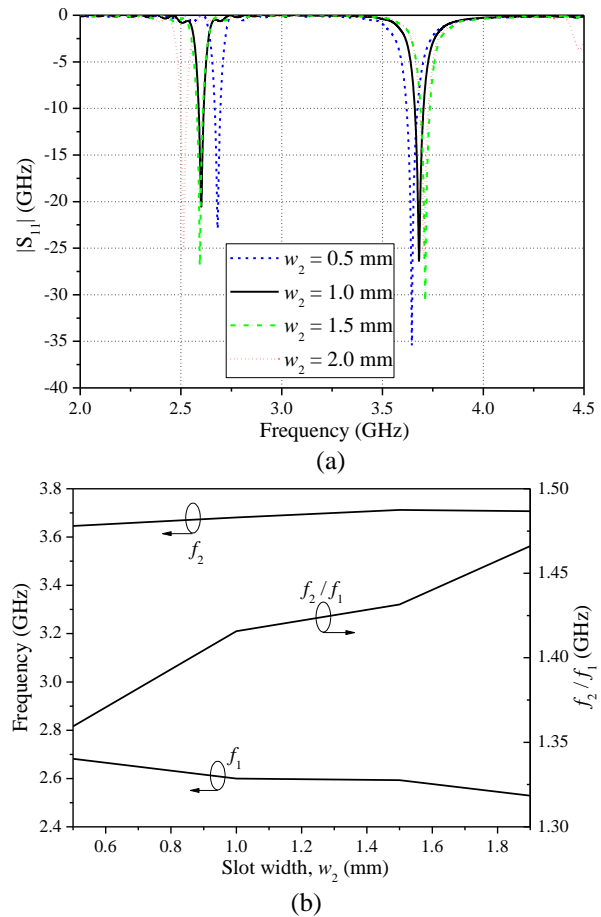 0
-5
-10
-15
-20
-25
-30
-35
-40
|S₁₁| (GHz)
w₂ = 0.5 mm
w₂ = 1.0 mm
w₂ = 1.5 mm
w₂ = 2.0 mm
2.0 2.5 3.0 3.5 4.0 4.5
Frequency (GHz)
(a)
3.8
3.6
3.4
3.2
3.0
2.8
2.6
2.4
Frequency (GHz)
f₂
f₂/f₁
f₁
1.50
1.45
1.40
1.35
1.30
f₂ / f₁ (GHz)
0.6 0.8 1.0 1.2 1.4 1.6 1.8
Slot width, w₂ (mm)
(b)